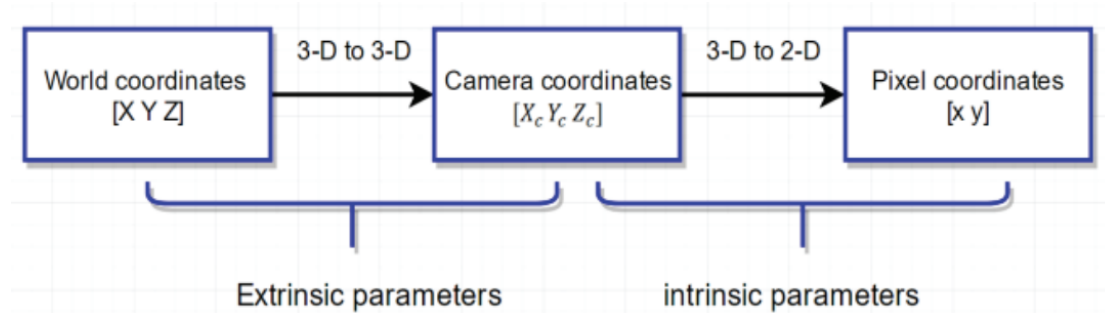 3-D to 3-D
3-D to 2-D
World coordinates
[X Y Z]
Camera coordinates
[X_c Y_c Z_c]
Pixel coordinates
[x y]
Extrinsic parameters
intrinsic parameters